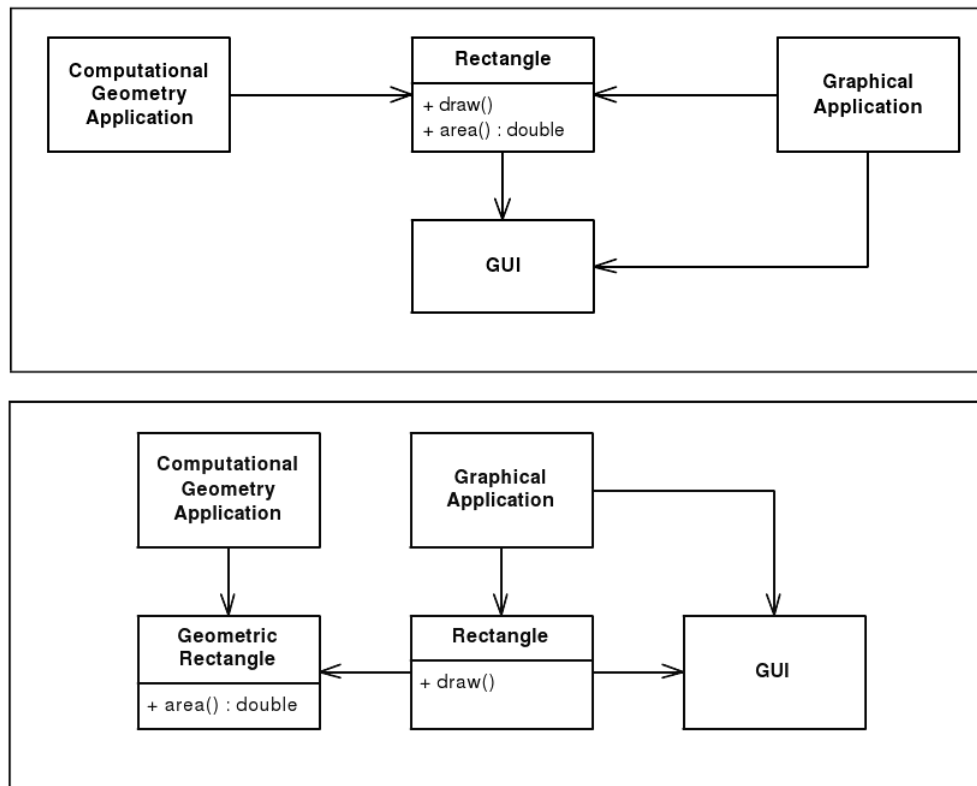 Computational
Geometry
Application
Rectangle
+ draw()
+ area() : double
Graphical
Application
GUI
Computational
Geometry
Application
Graphical
Application
Geometric
Rectangle
+ area() : double
Rectangle
+ draw()
GUI